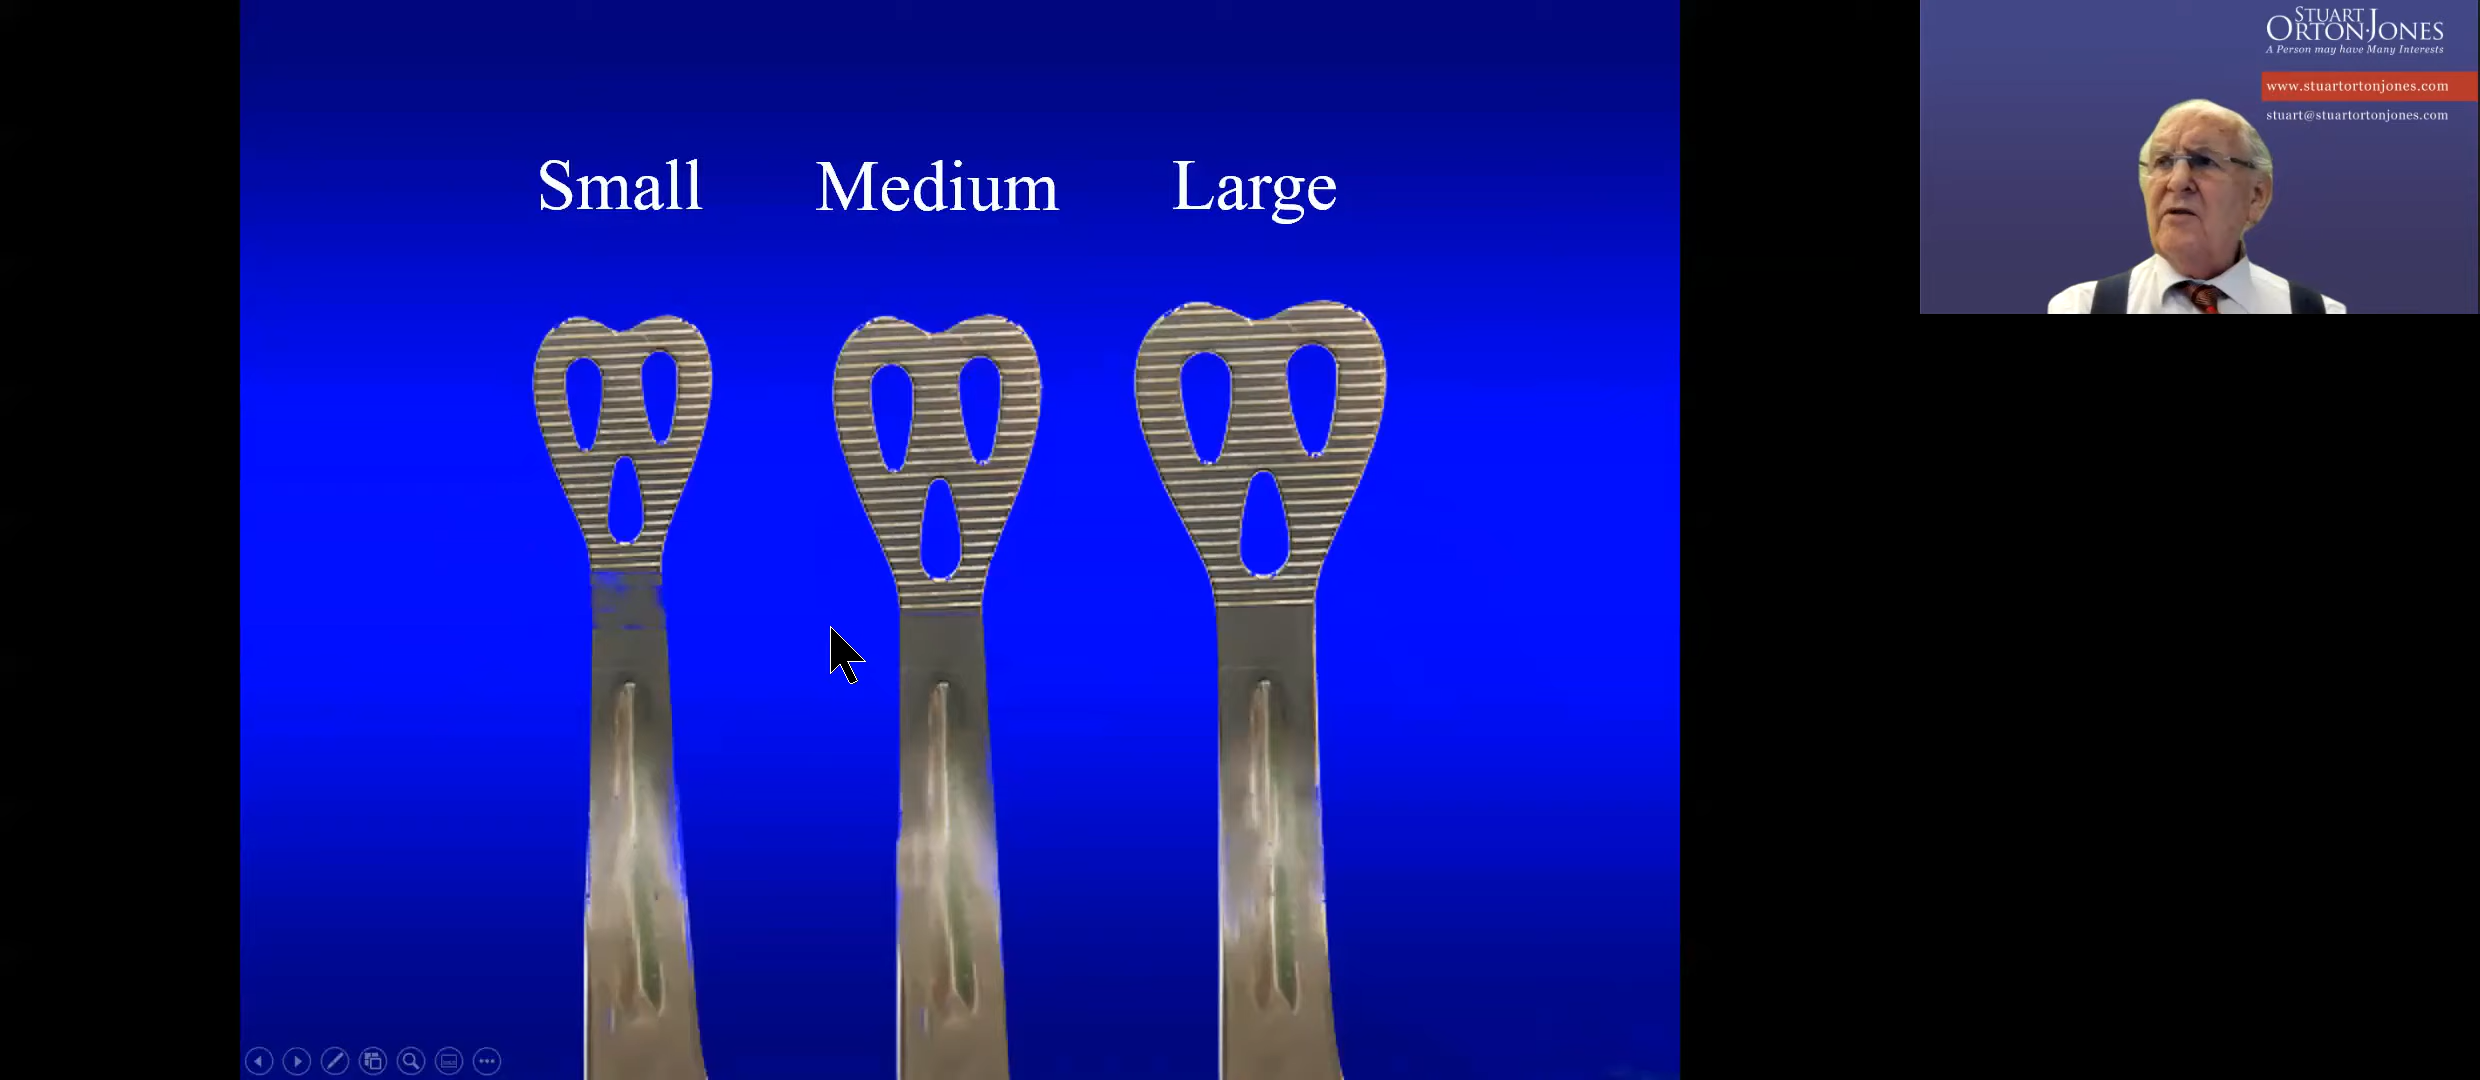 Small Medium Large
STUART
ORTON-JONES
A Person may have Many Interests
www.stuartortonjones.com
stuart@stuartortonjones.com